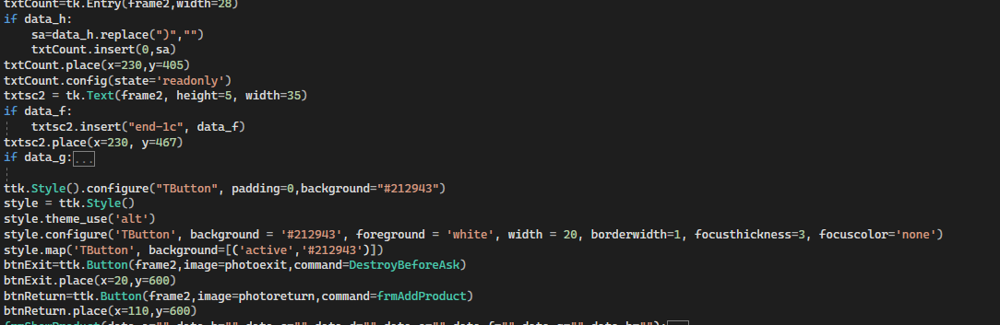 txtCount=tk.Entry(frame2,width=28)
if data_h:
    sa=data_h.replace(")","")
    txtCount.insert(0,sa)
txtCount.place(x=230,y=405)
txtCount.config(state='readonly')
txtsc2 = tk.Text(frame2, height=5, width=35)
if data_f:
    txtsc2.insert("end-1c", data_f)
txtsc2.place(x=230, y=467)
if data_g:...
ttk.Style().configure("TButton", padding=0,background="#212943")
style = ttk.Style()
style.theme_use('alt')
style.configure('TButton', background = '#212943', foreground = 'white', width = 20, borderwidth=1, focusthickness=3, focuscolor='none')
style.map('TButton', background=[('active','#212943')])
btnExit=ttk.Button(frame2,image=photoexit,command=DestroyBeforeAsk)
btnExit.place(x=20,y=600)
btnReturn=ttk.Button(frame2,image=photoreturn,command=frmAddProduct)
btnReturn.place(x=110,y=600)